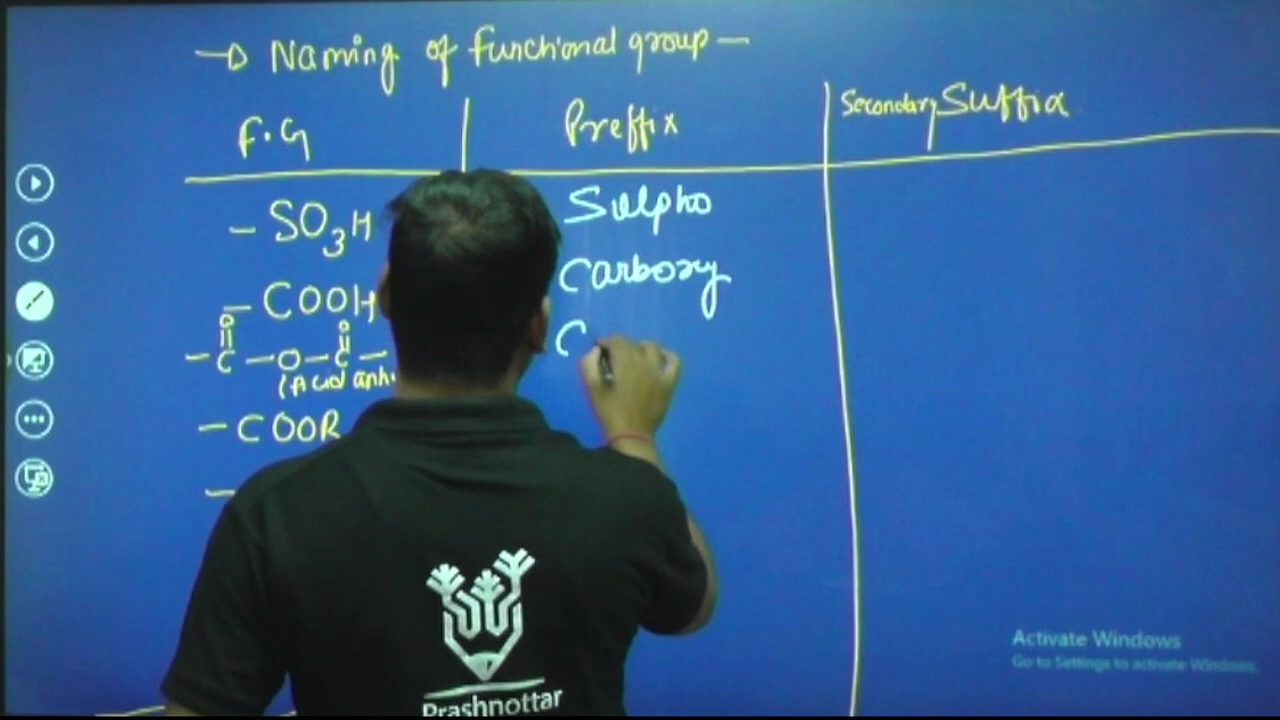 → Naming of functional group —
F.G Preffix Secondary Suffix
– SO3H Sulpho
– COOH Carboxy
– C – O – C – C
O O
(Acid anh
– COOR
–
Prashnottar
Activate Windows
Go to Settings to activate Windows.